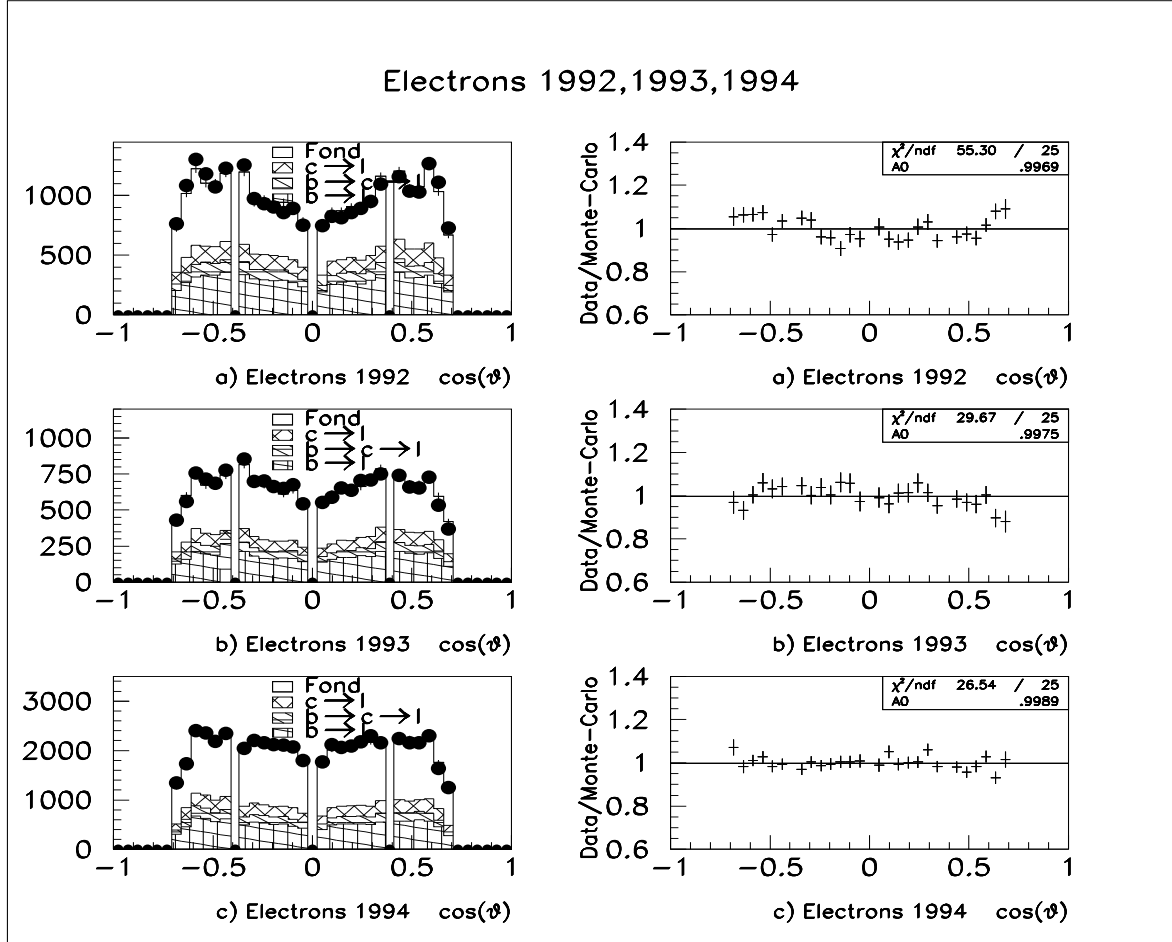 Electrons 1992,1993,1994
Fond
c → l
b → c → l
b → l
1000
500
0
−1 −0.5 0 0.5 1
a) Electrons 1992 cos(ϑ)
Data/Monte-Carlo
1.4
1.2
1
0.8
0.6
χ²/ndf 55.30 / 25
A0 .9969
−1 −0.5 0 0.5 1
a) Electrons 1992 cos(ϑ)
Fond
c → l
b → c → l
b → l
1000
750
500
250
0
−1 −0.5 0 0.5 1
b) Electrons 1993 cos(ϑ)
Data/Monte-Carlo
1.4
1.2
1
0.8
0.6
χ²/ndf 29.67 / 25
A0 .9975
−1 −0.5 0 0.5 1
b) Electrons 1993 cos(ϑ)
Fond
c → l
b → c → l
b → l
3000
2000
1000
0
−1 −0.5 0 0.5 1
c) Electrons 1994 cos(ϑ)
Data/Monte-Carlo
1.4
1.2
1
0.8
0.6
χ²/ndf 26.54 / 25
A0 .9989
−1 −0.5 0 0.5 1
c) Electrons 1994 cos(ϑ)